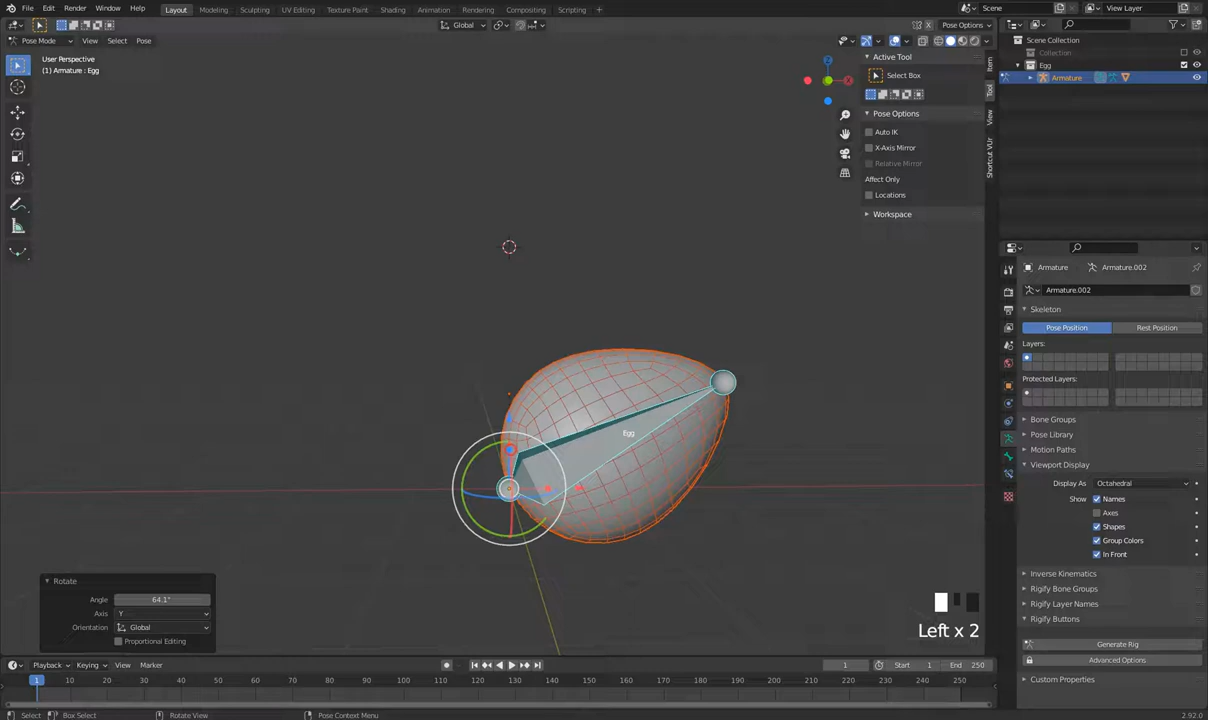 File Edit Render Window Help Layout Modeling Sculpting UV Editing Texture Paint Shading Animation Rendering Compositing Scripting + Scene View Layer
Global Pose Options
Pose Mode View Select Pose
User Perspective
(1) Armature : Egg
Active Tool
Select Box
Pose Options
Auto IK
X-Axis Mirror
Relative Mirror
Affect Only
Locations
Workspace
Item
Tool
View
Shortcut VUr
Scene Collection
Collection
Egg
Armature
Armature Armature.002
Armature.002
Skeleton
Pose Position Rest Position
Layers:
Protected Layers:
Bone Groups
Pose Library
Motion Paths
Viewport Display
Display As Octahedral
Show Names
Axes
Shapes
Group Colors
In Front
Inverse Kinematics
Rigify Bone Groups
Rigify Layer Names
Rigify Buttons
Generate Rig
Advanced Options
Custom Properties
Egg
Rotate
Angle 64.1°
Axis Y
Orientation Global
Proportional Editing
Left x 2
Playback Keying View Marker 1 Start 1 End 250
1 10 20 30 40 50 60 70 80 90 100 110 120 130 140 150 160 170 180 190 200 210 220 230 240 250
Select Box Select Rotate View Pose Context Menu 2.92.0